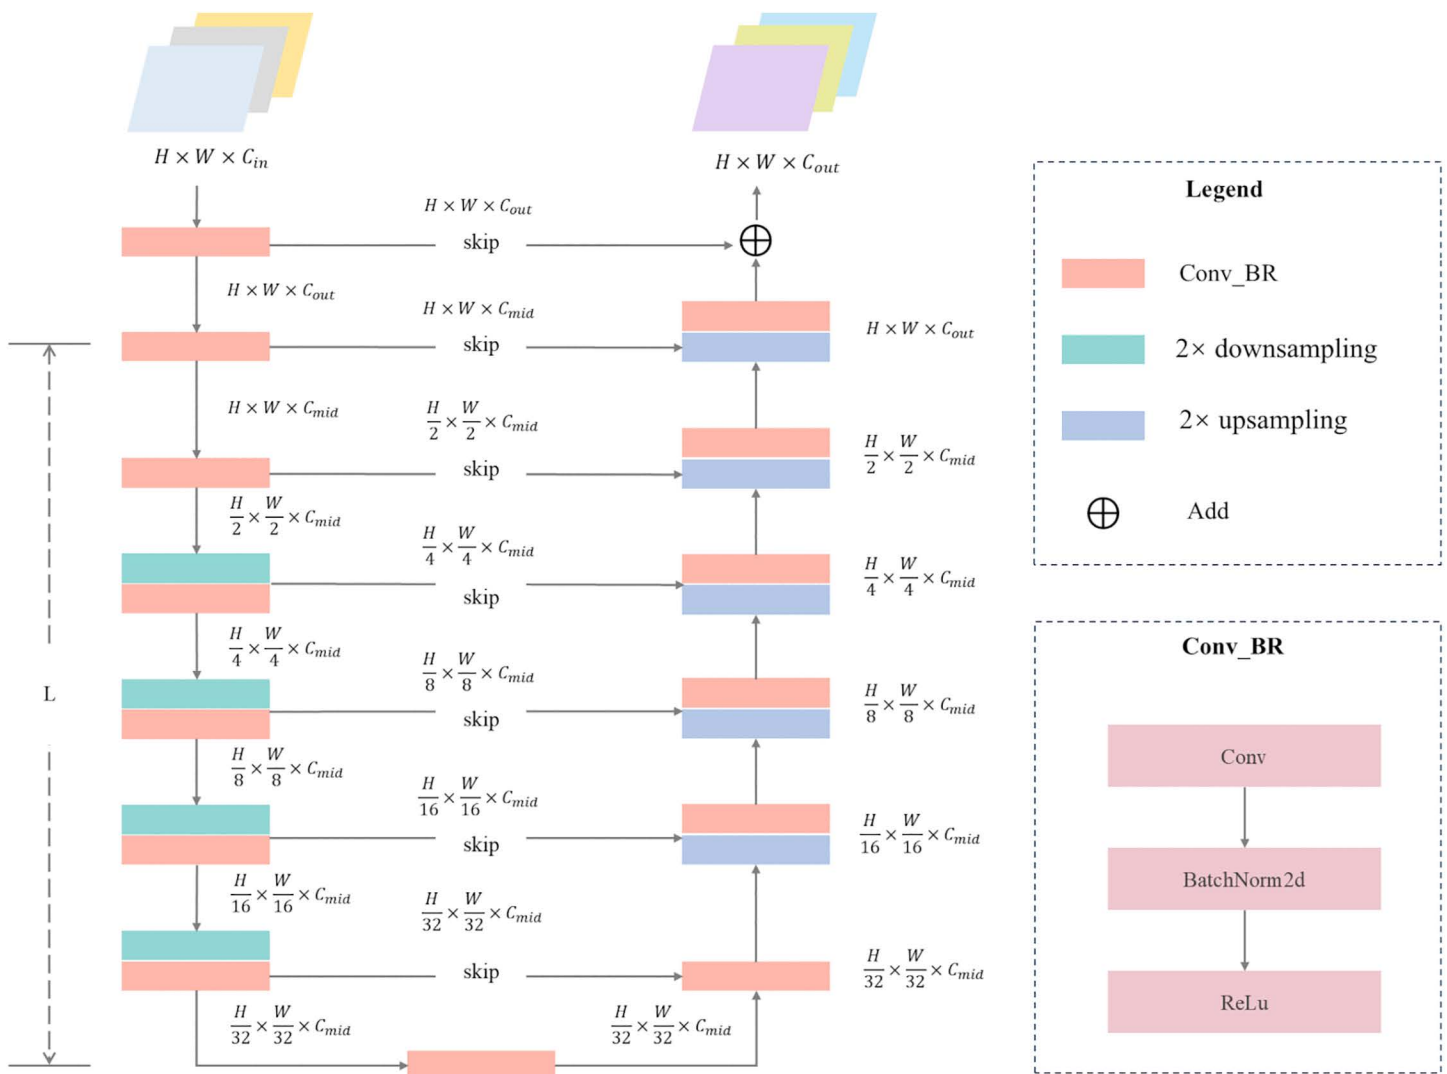 H × W × C_in
H × W × C_out
H × W × C_out
skip
H × W × C_out
H × W × C_mid
skip
H × W × C_out
H × W × C_mid
H/2 × W/2 × C_mid
skip
H/2 × W/2 × C_mid
H/2 × W/2 × C_mid
H/4 × W/4 × C_mid
skip
H/4 × W/4 × C_mid
H/4 × W/4 × C_mid
H/8 × W/8 × C_mid
skip
H/8 × W/8 × C_mid
L
H/8 × W/8 × C_mid
H/16 × W/16 × C_mid
skip
H/16 × W/16 × C_mid
H/16 × W/16 × C_mid
H/32 × W/32 × C_mid
skip
H/32 × W/32 × C_mid
H/32 × W/32 × C_mid
H/32 × W/32 × C_mid
Legend
Conv_BR
2× downsampling
2× upsampling
Add
Conv_BR
Conv
BatchNorm2d
ReLu